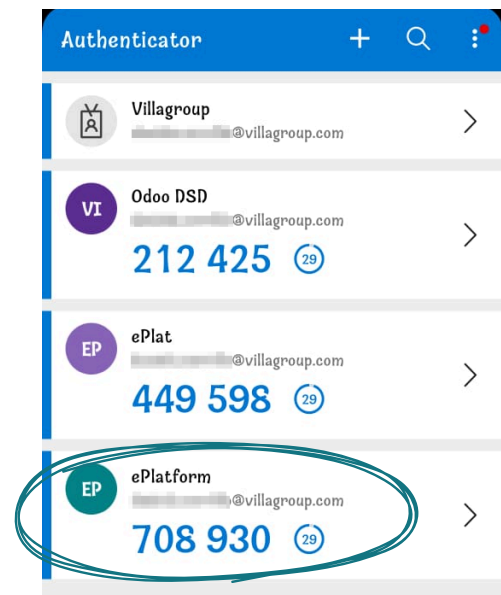 Authenticator
Villagroup
@villagroup.com
VI
Odoo DSD
@villagroup.com
212 425
29
EP
ePlat
@villagroup.com
449 598
29
EP
ePlatform
@villagroup.com
708 930
29